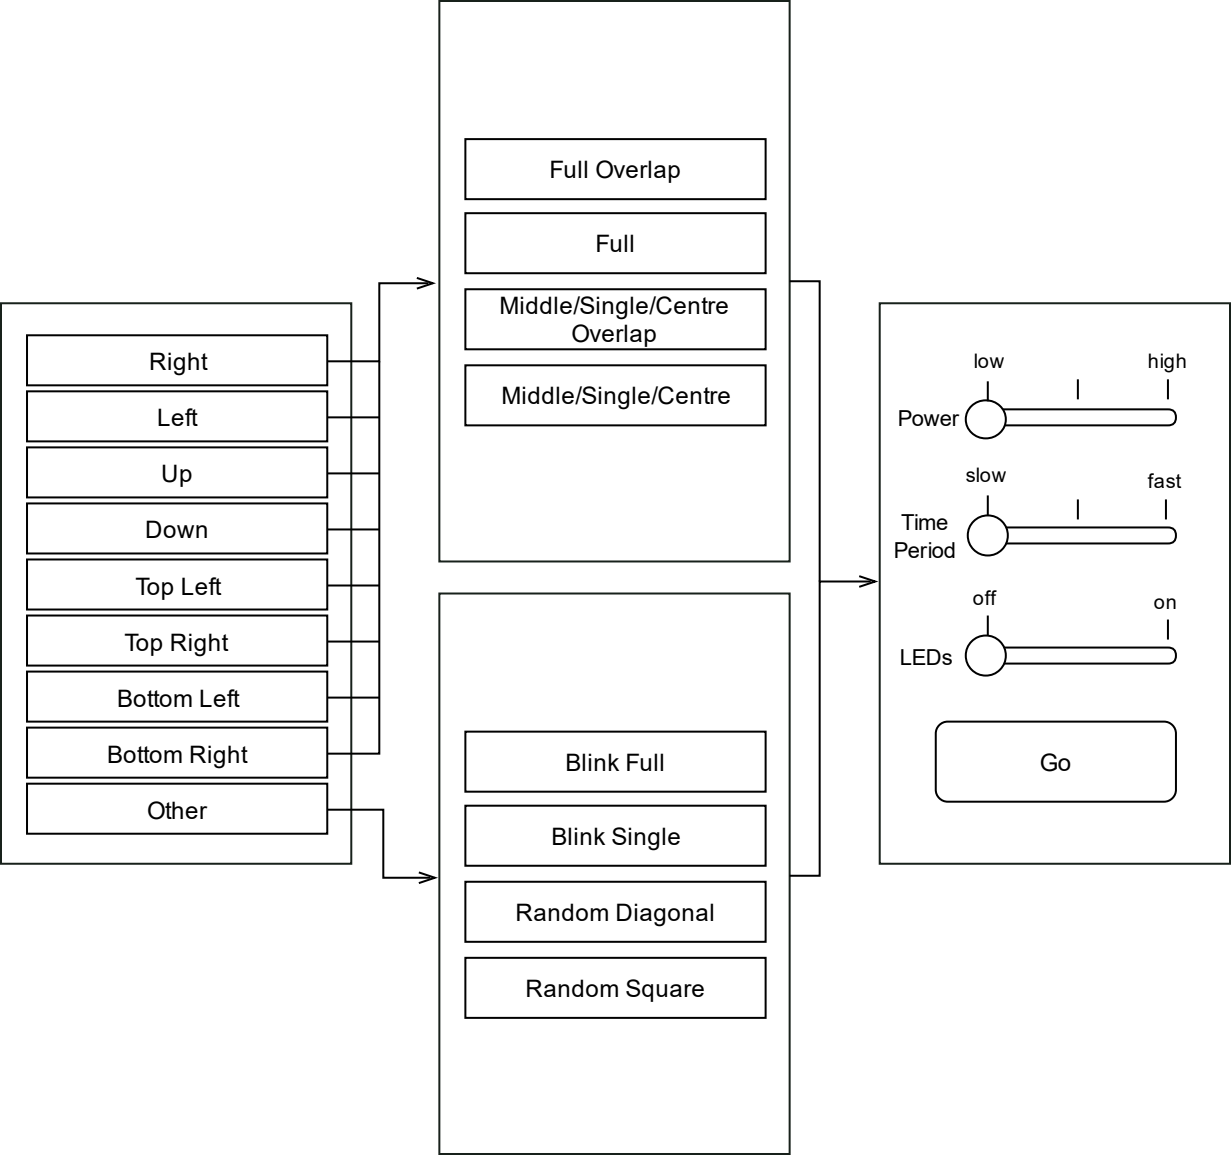 Right
Left
Up
Down
Top Left
Top Right
Bottom Left
Bottom Right
Other
Full Overlap
Full
Middle/Single/Centre
Overlap
Middle/Single/Centre
Blink Full
Blink Single
Random Diagonal
Random Square
low high
Power
slow fast
Time
Period
off on
LEDs
Go